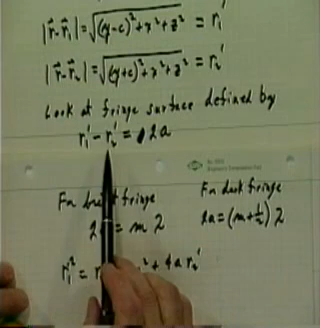 |r̄-r̄₁| = √(y-c)²+x²+z² = r₁'
|r̄-r̄₂| = √(y+c)²+x²+z² = r₂'
Look at fringe surface defined by
r₁'-r₂' = 2a
For bright fringe
For dark fringe
= m λ
2a = (m+½) λ
r₁'² = ² + 4a r₂'